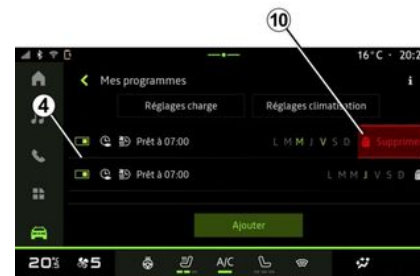 10
16°C · 20:2
Mes programmes i
4
Réglages charge Réglages climatisation
Prêt à 07:00 L M M J V S D Supprime
Prêt à 07:00 L M M J V S D
Ajouter
20 5 A/C